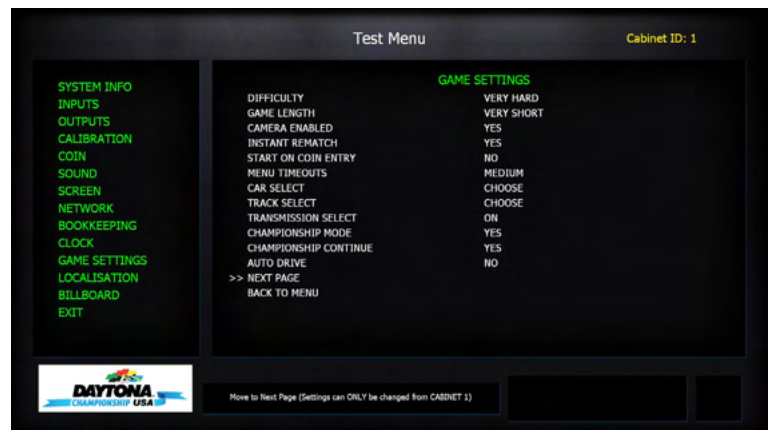 Test Menu
Cabinet ID: 1
SYSTEM INFO
INPUTS
OUTPUTS
CALIBRATION
COIN
SOUND
SCREEN
NETWORK
BOOKKEEPING
CLOCK
GAME SETTINGS
LOCALISATION
BILLBOARD
EXIT
GAME SETTINGS
DIFFICULTY VERY HARD
GAME LENGTH VERY SHORT
CAMERA ENABLED YES
INSTANT REMATCH YES
START ON COIN ENTRY NO
MENU TIMEOUTS MEDIUM
CAR SELECT CHOOSE
TRACK SELECT CHOOSE
TRANSMISSION SELECT ON
CHAMPIONSHIP MODE YES
CHAMPIONSHIP CONTINUE YES
AUTO DRIVE NO
>> NEXT PAGE
BACK TO MENU
DAYTONA
CHAMPIONSHIP USA
Move to Next Page (Settings can ONLY be changed from CABINET 1)